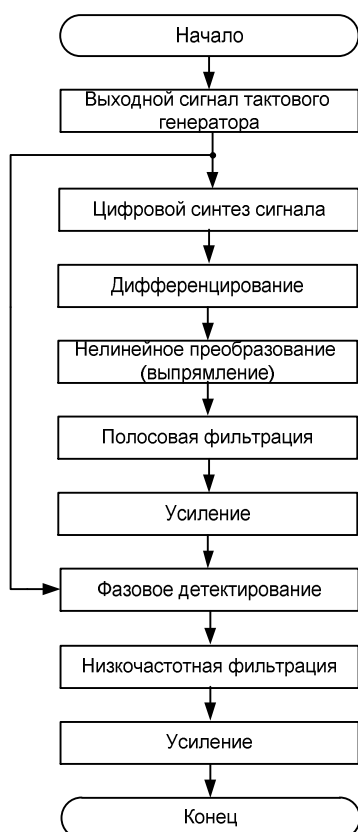 Начало
Выходной сигнал тактового
генератора
Цифровой синтез сигнала
Дифференцирование
Нелинейное преобразование
(выпрямление)
Полосовая фильтрация
Усиление
Фазовое детектирование
Низкочастотная фильтрация
Усиление
Конец